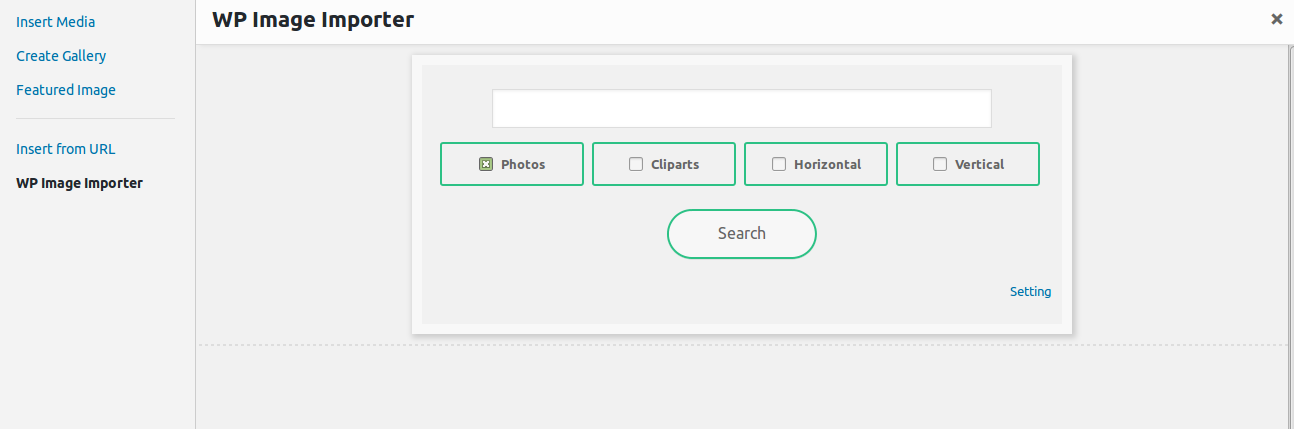 Insert Media
Create Gallery
Featured Image
Insert from URL
WP Image Importer
WP Image Importer
Photos
Cliparts
Horizontal
Vertical
Search
Setting